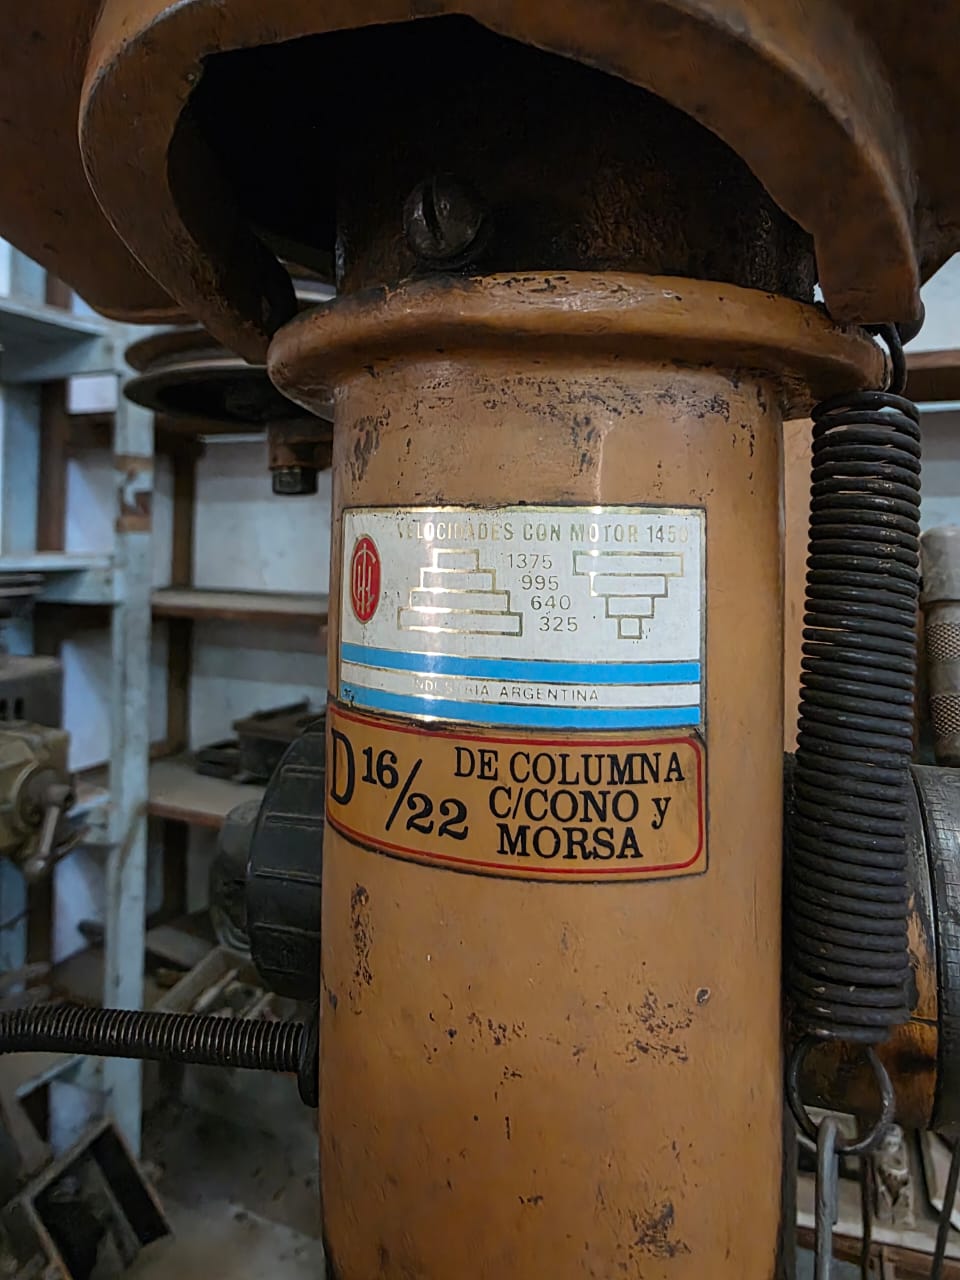 VELOCIDADES CON MOTOR 1450
1375
995
640
325
INDUSTRIA ARGENTINA
D 16/22
DE COLUMNA
C/CONO y
MORSA